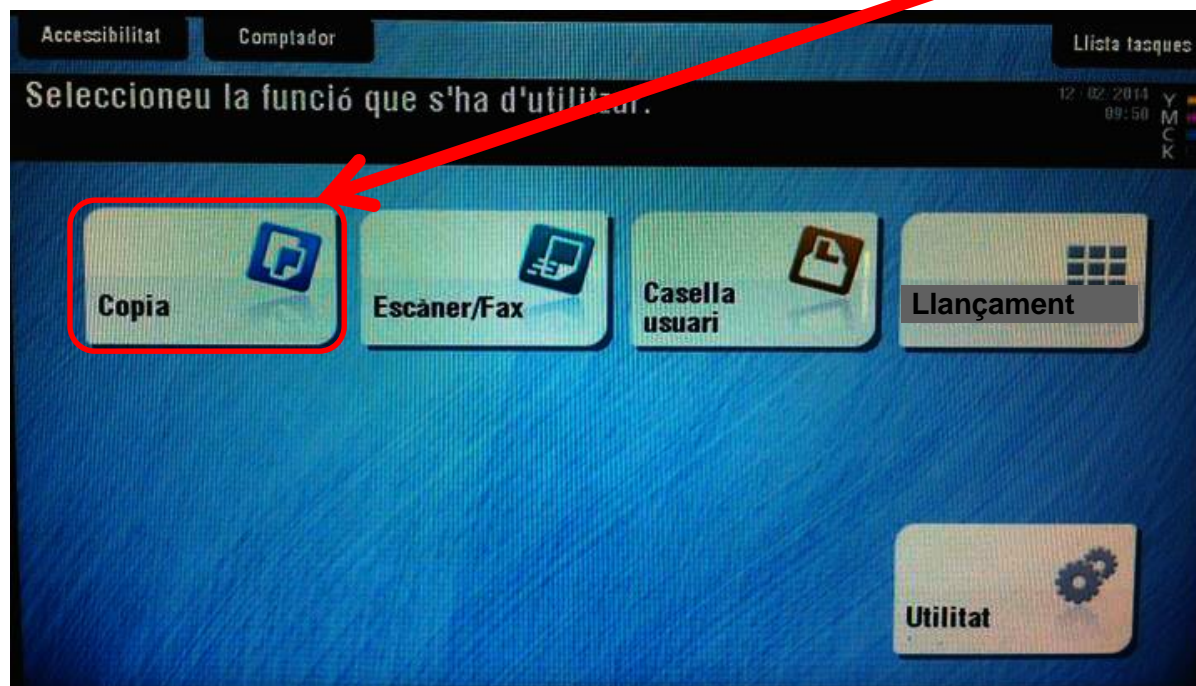 Accessibilitat Comptador Llista tasques
Seleccioneu la funció que s'ha d'utilitzar.
12/02/2014
09:50
Y
M
C
K
Copia
Escàner/Fax
Casella
usuari
Llançament
Utilitat